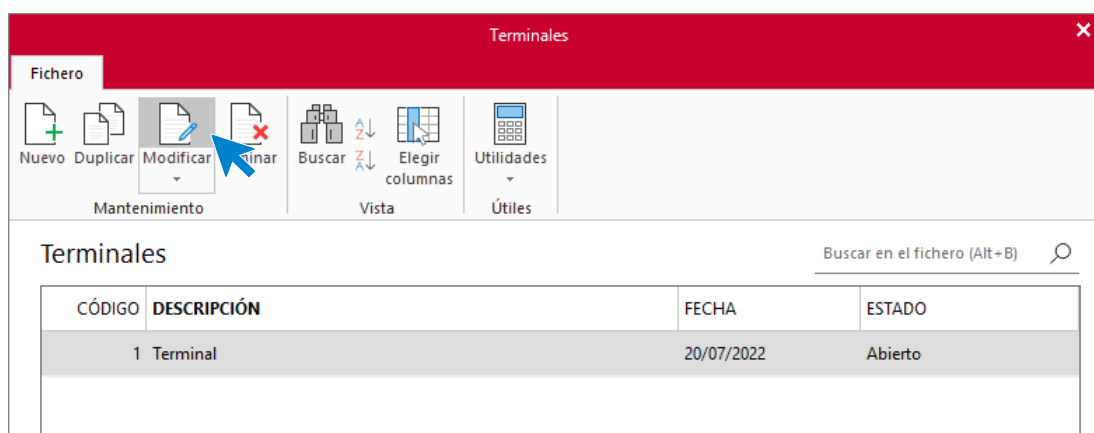 Terminales
Fichero
Nuevo Duplicar Modificar Buscar Elegir columnas Utilidades
Mantenimiento Vista Útiles
Terminales
Buscar en el fichero (Alt+B)
CÓDIGO DESCRIPCIÓN FECHA ESTADO
1 Terminal 20/07/2022 Abierto